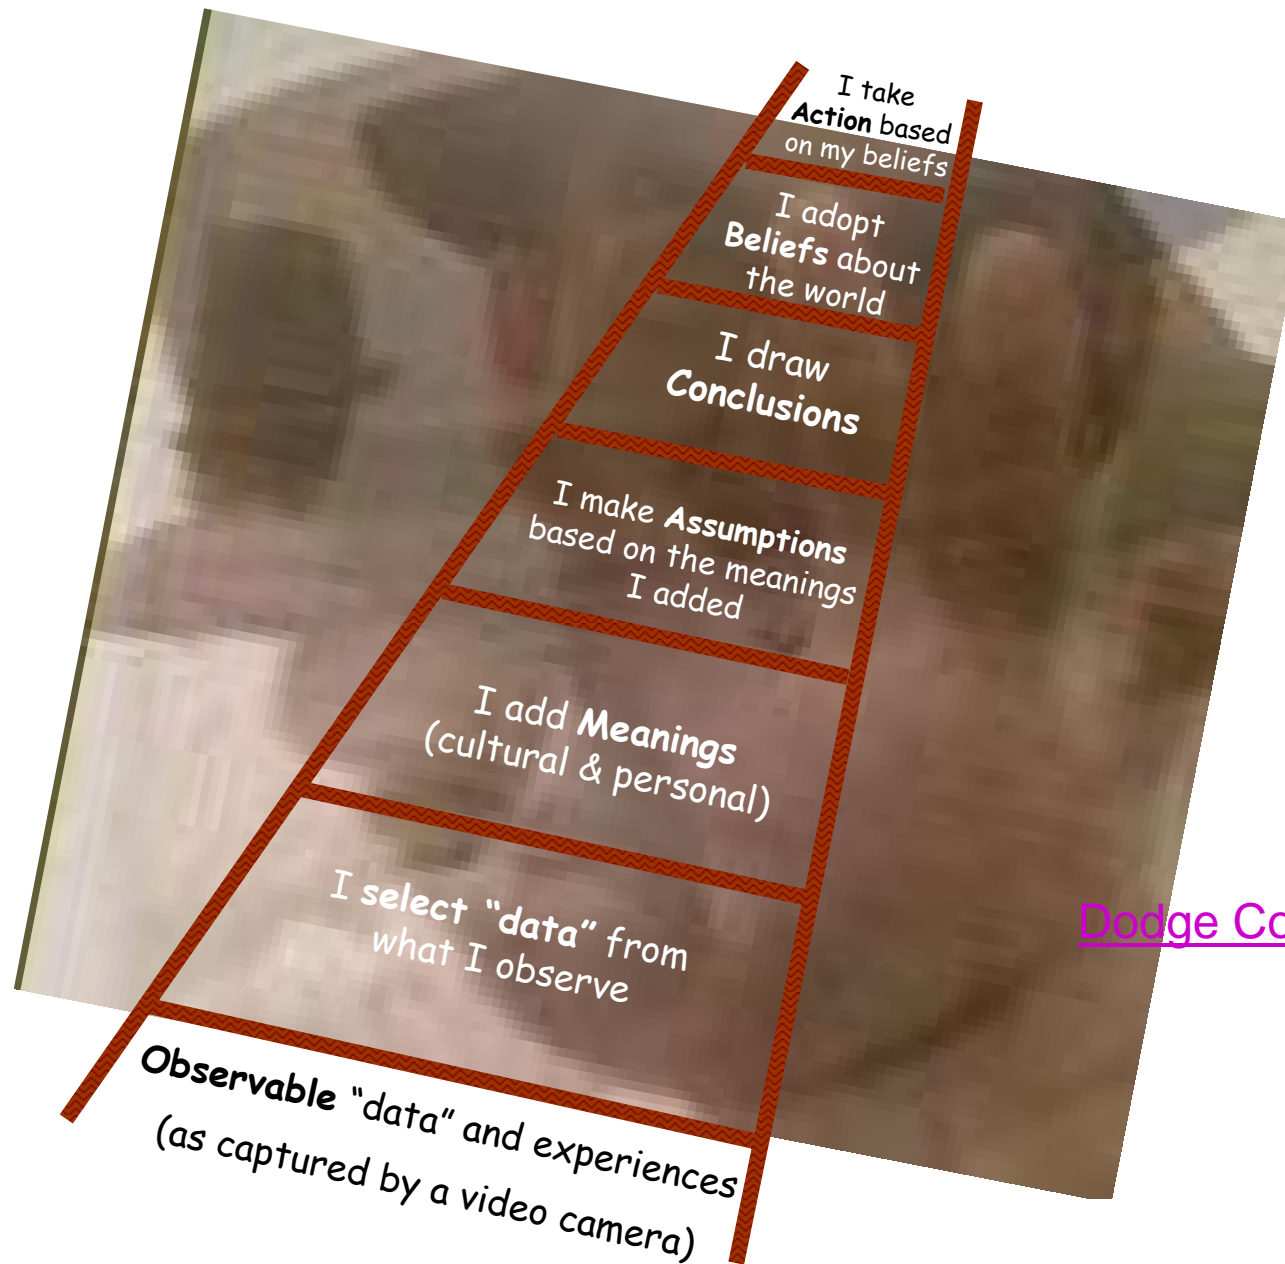 I take
Action based
on my beliefs
I adopt
Beliefs about
the world
I draw
Conclusions
I make Assumptions
based on the meanings
I added
I add Meanings
(cultural & personal)
I select “data” from
what I observe
Dodge Co
Observable “data” and experiences
(as captured by a video camera)